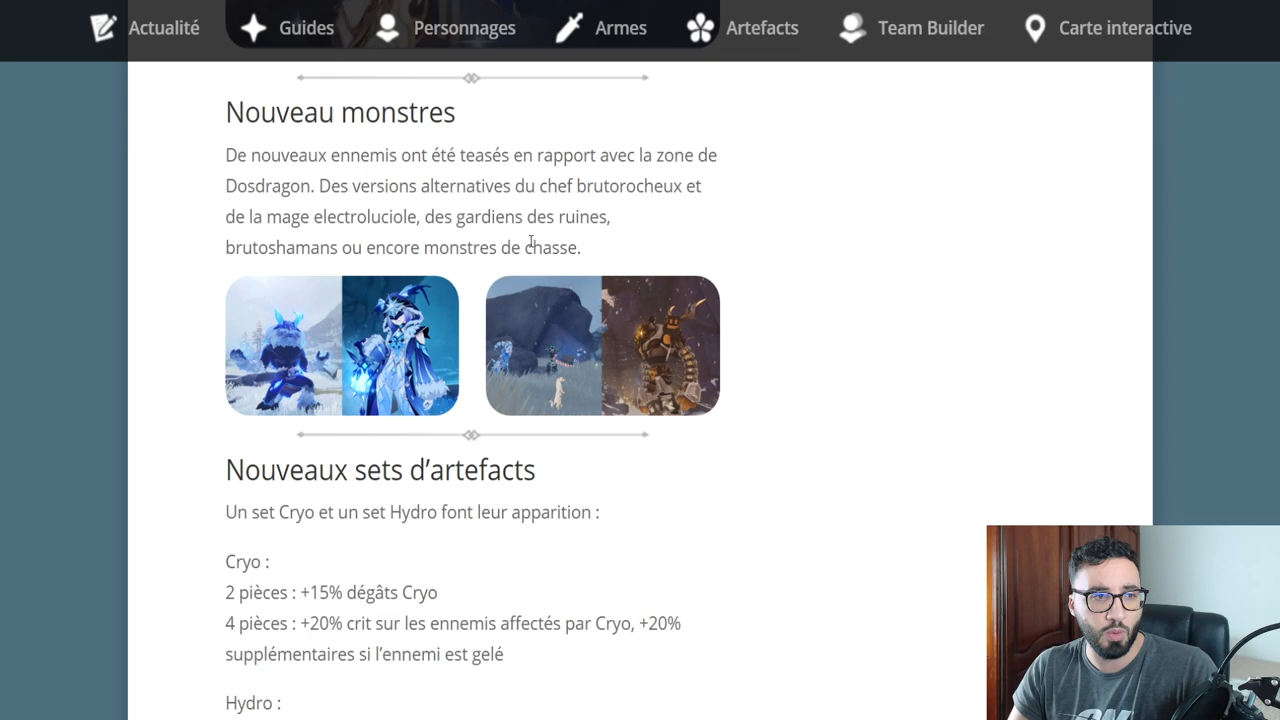 Actualité Guides Personnages Armes Artefacts Team Builder Carte interactive
Nouveau monstres
De nouveaux ennemis ont été teasés en rapport avec la zone de
Dosdragon. Des versions alternatives du chef brutorocheux et
de la mage electroluciole, des gardiens des ruines,
brutoshamans ou encore monstres de chasse.
Nouveaux sets d’artefacts
Un set Cryo et un set Hydro font leur apparition :
Cryo :
2 pièces : +15% dégâts Cryo
4 pièces : +20% crit sur les ennemis affectés par Cryo, +20%
supplémentaires si l’ennemi est gelé
Hydro :